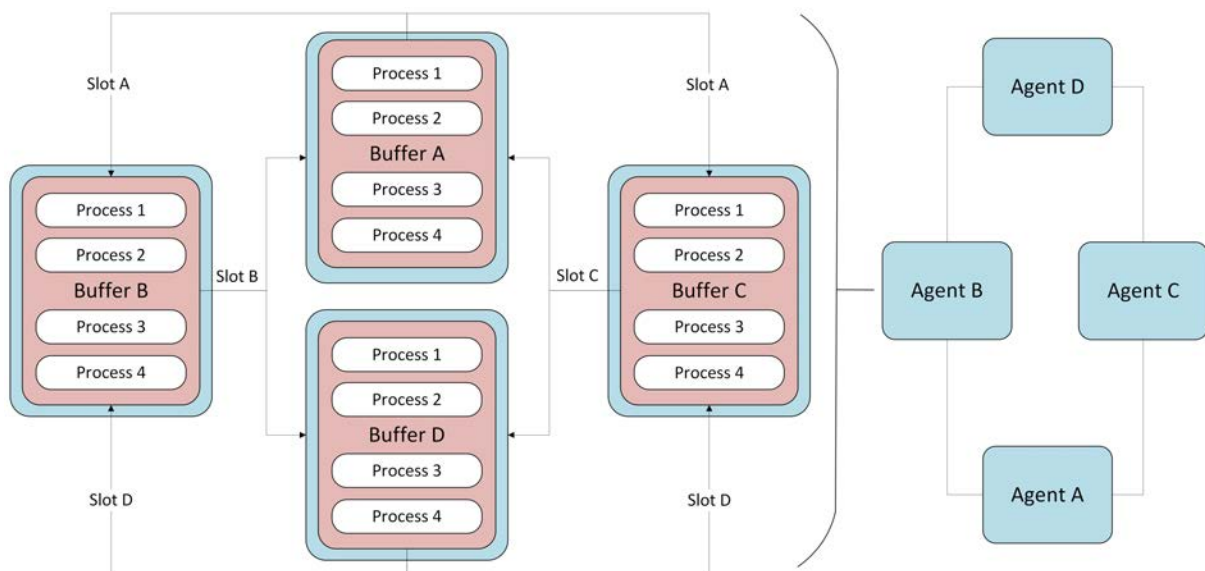 Slot A
Process 1
Process 2
Buffer A
Process 3
Process 4
Slot A
Process 1
Process 2
Buffer B
Process 3
Process 4
Slot B
Slot C
Process 1
Process 2
Buffer C
Process 3
Process 4
Process 1
Process 2
Buffer D
Process 3
Process 4
Slot D
Slot D
Agent D
Agent B
Agent C
Agent A